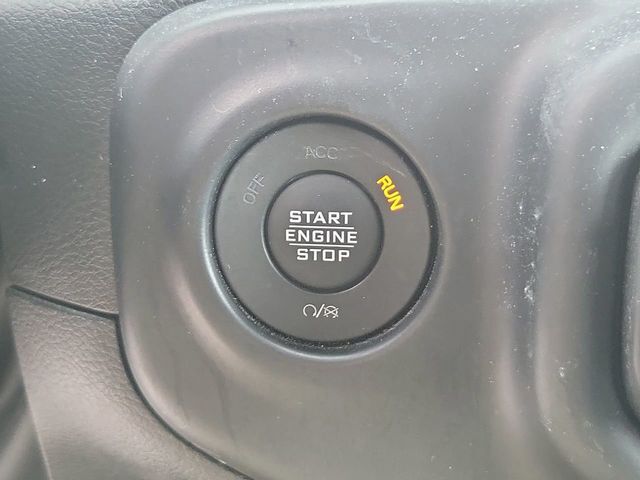 ACC
OFF
RUN
START
ENGINE
STOP